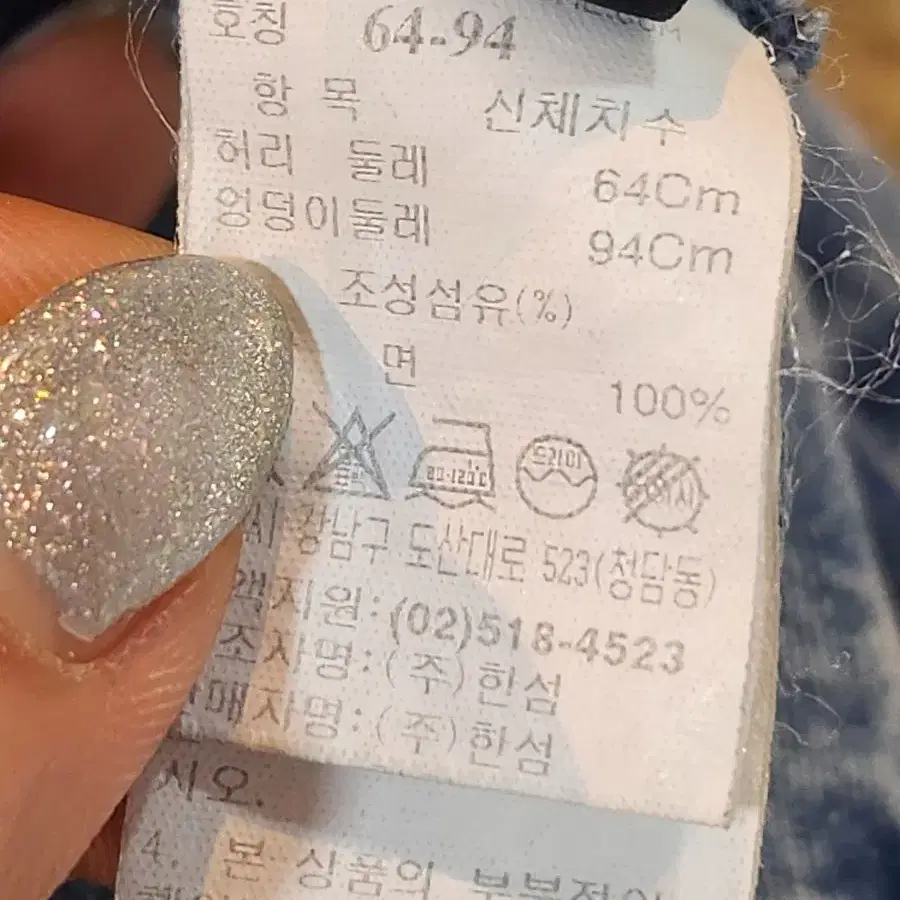 호칭 64-94
항 목 신체치수
허리 둘레 64Cm
엉덩이둘레 94Cm
조성섬유(%)
면
100%
80-120℃ 드라이
강남구 도산대로 523(청담동)
(02)518-4523
조자명:(주)한섬
매자명:(주)한섬
시오.
4. 본 상품의